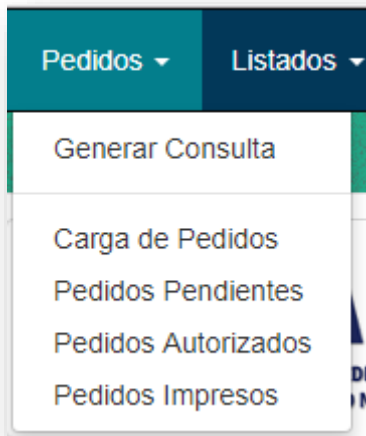 Pedidos Listados
Generar Consulta
Carga de Pedidos
Pedidos Pendientes
Pedidos Autorizados
Pedidos Impresos